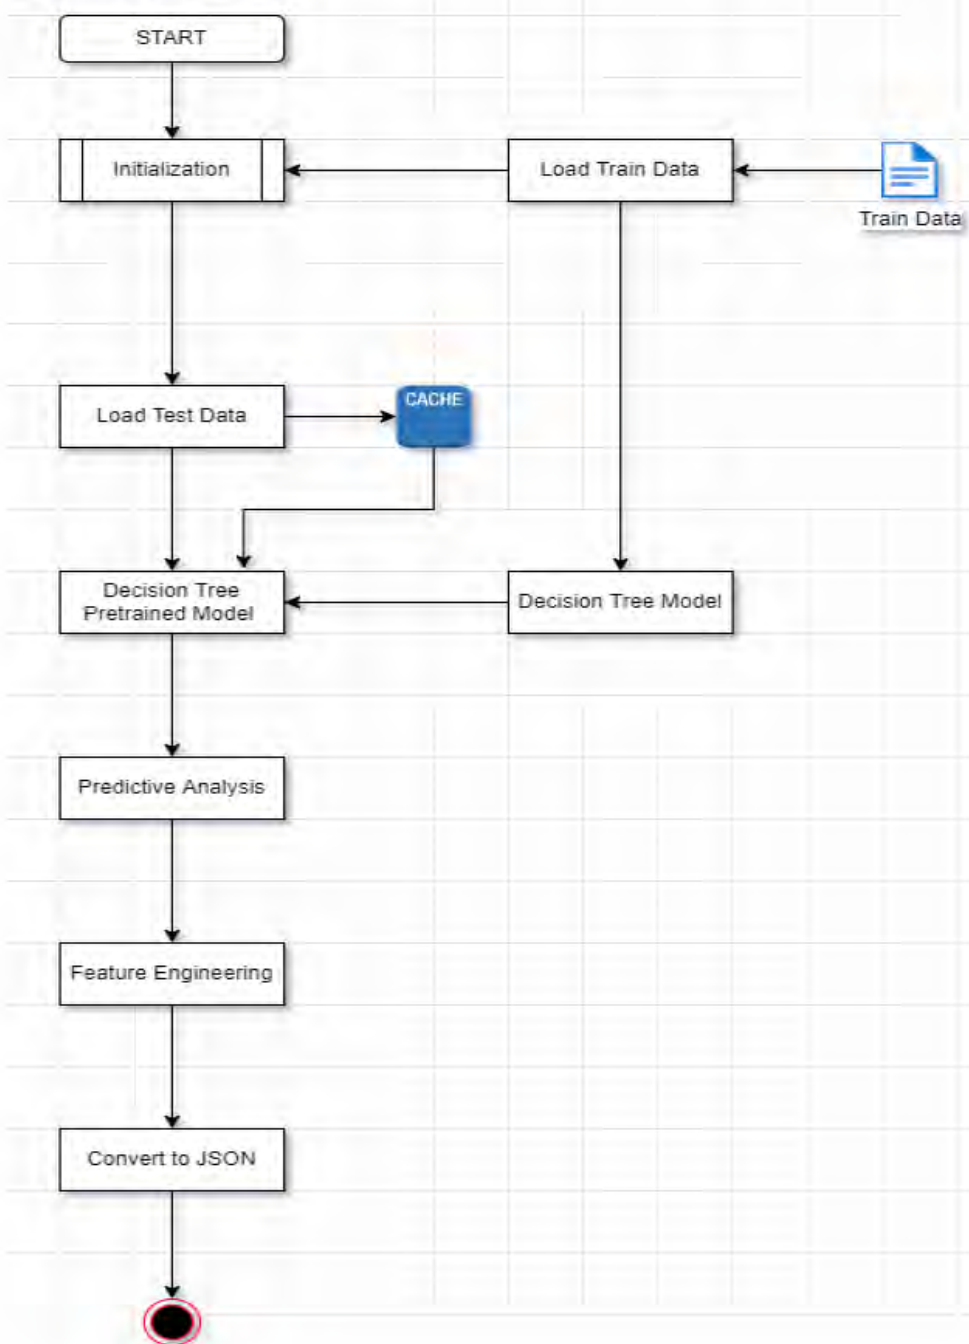 START
Initialization
Load Train Data
Train Data
Load Test Data
CACHE
Decision Tree
Pretrained Model
Decision Tree Model
Predictive Analysis
Feature Engineering
Convert to JSON